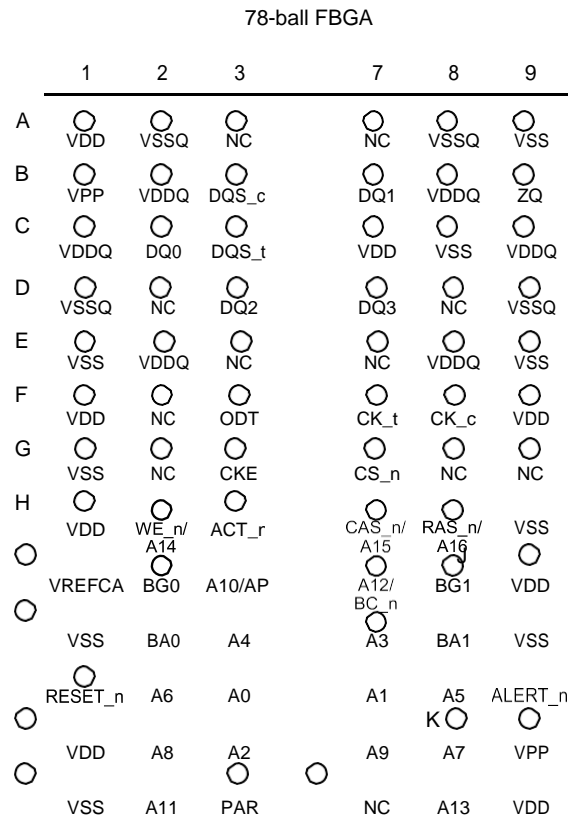 78-ball FBGA
1 2 3 7 8 9
A
VDD VSSQ NC NC VSSQ VSS
B
VPP VDDQ DQS_c DQ1 VDDQ ZQ
C
VDDQ DQ0 DQS_t VDD VSS VDDQ
D
VSSQ NC DQ2 DQ3 NC VSSQ
E
VSS VDDQ NC NC VDDQ VSS
F
VDD NC ODT CK_t CK_c VDD
G
VSS NC CKE CS_n NC NC
H
VDD WE_n/ ACT_n CAS_n/ RAS_n/ VSS
A14 A15 A16
J
VREFCA BG0 A10/AP A12/ BG1 VDD
BC_n
VSS BA0 A4 A3 BA1 VSS
RESET_n A6 A0 A1 A5 ALERT_n
K
VDD A8 A2 A9 A7 VPP
VSS A11 PAR NC A13 VDD